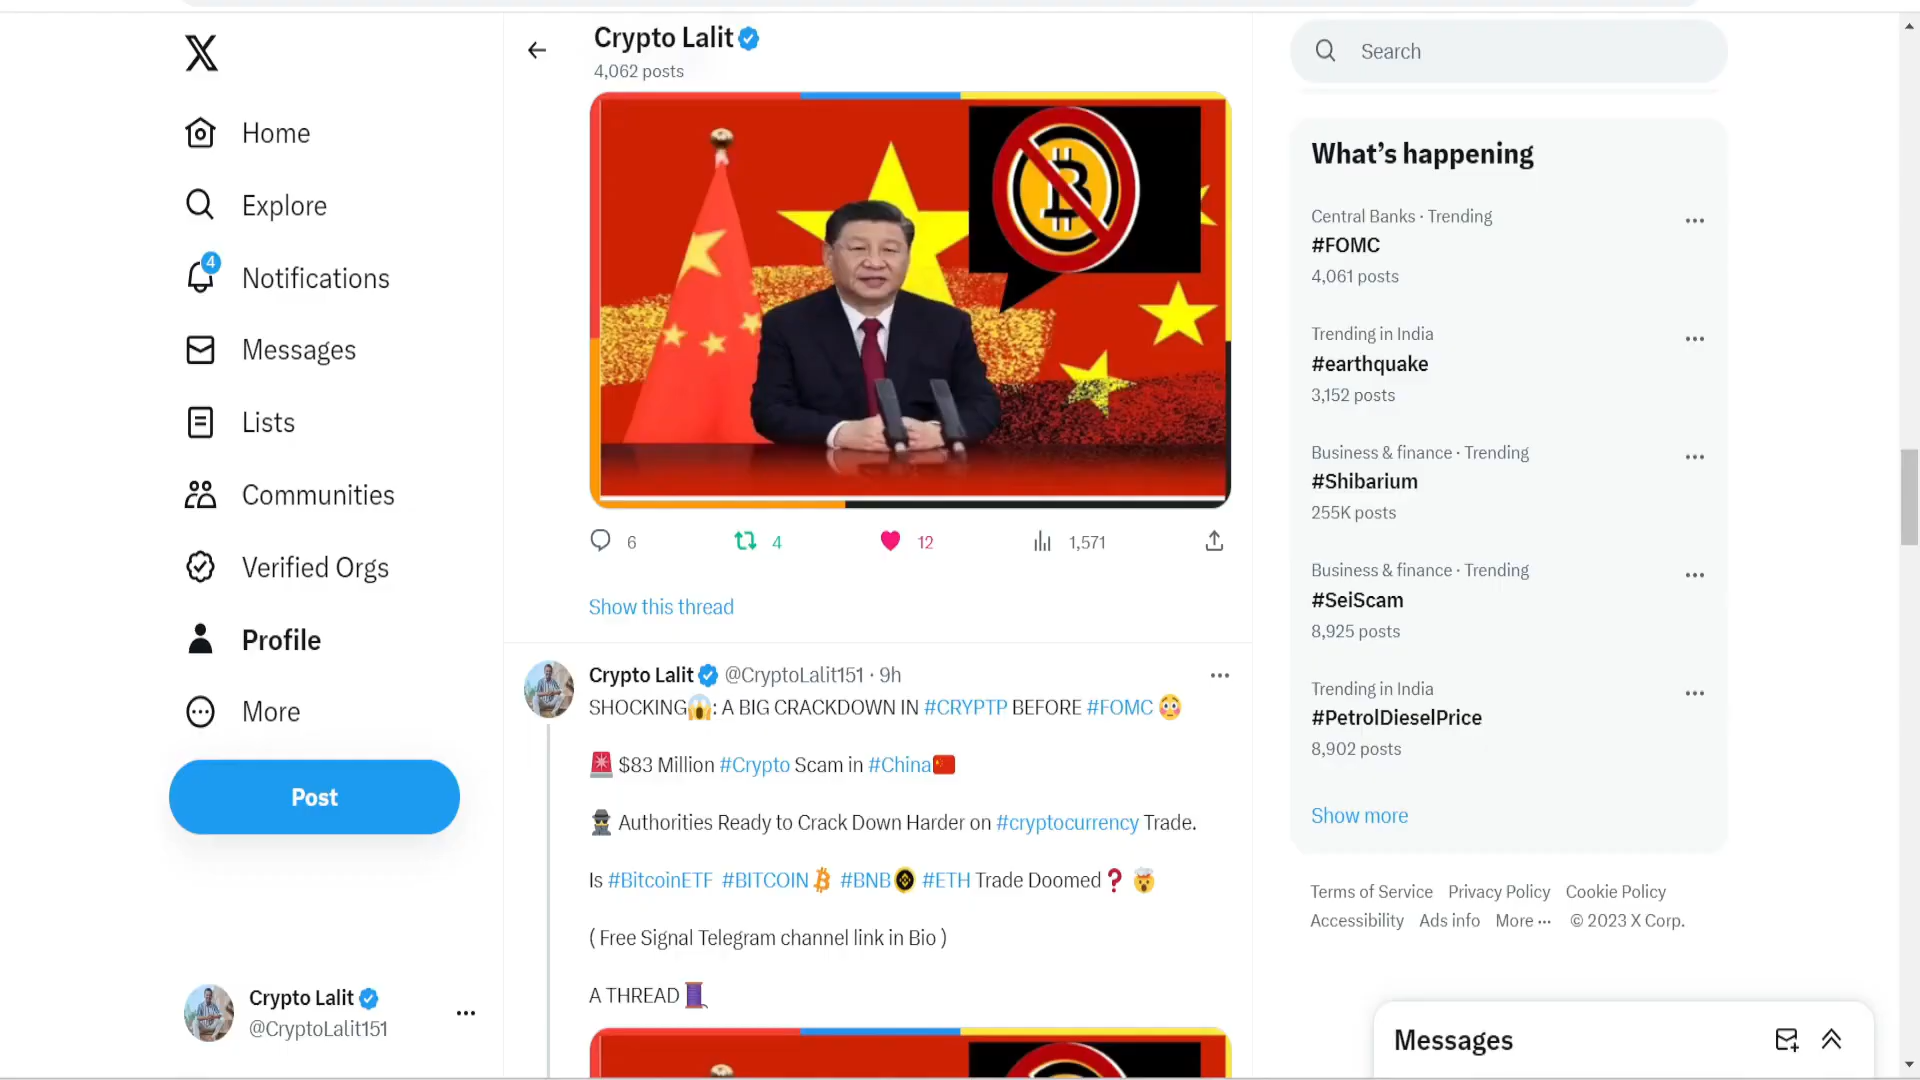 Home
Explore
4
Notifications
Messages
Lists
Communities
Verified Orgs
Profile
More
Post
Crypto Lalit
@CryptoLalit151
Crypto Lalit
4,062 posts
6
4
12
1,571
Show this thread
Crypto Lalit @CryptoLalit151 · 9h
SHOCKING😱: A BIG CRACKDOWN IN #CRYPTP BEFORE #FOMC 😳
🚨 $83 Million #Crypto Scam in #China🇨🇳
🕵 Authorities Ready to Crack Down Harder on #cryptocurrency Trade.
Is #BitcoinETF #BITCOIN #BNB #ETH Trade Doomed❓ 🤯
( Free Signal Telegram channel link in Bio )
A THREAD 🧵
Search
What’s happening
Central Banks · Trending
#FOMC
4,061 posts
Trending in India
#earthquake
3,152 posts
Business & finance · Trending
#Shibarium
255K posts
Business & finance · Trending
#SeiScam
8,925 posts
Trending in India
#PetrolDieselPrice
8,902 posts
Show more
Terms of Service Privacy Policy Cookie Policy
Accessibility Ads info More ··· © 2023 X Corp.
Messages